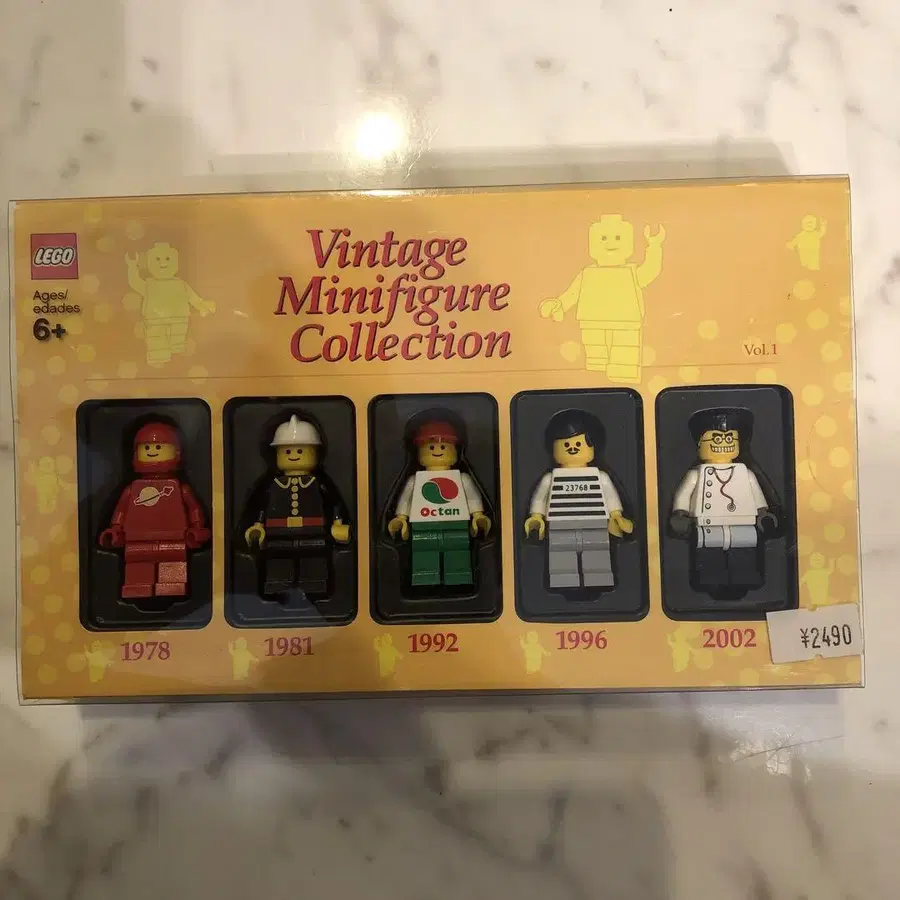 LEGO
Ages/
edades
6+
Vintage
Minifigure
Collection
Vol.1
Octan
23768
1978
1981
1992
1996
2002
¥2490